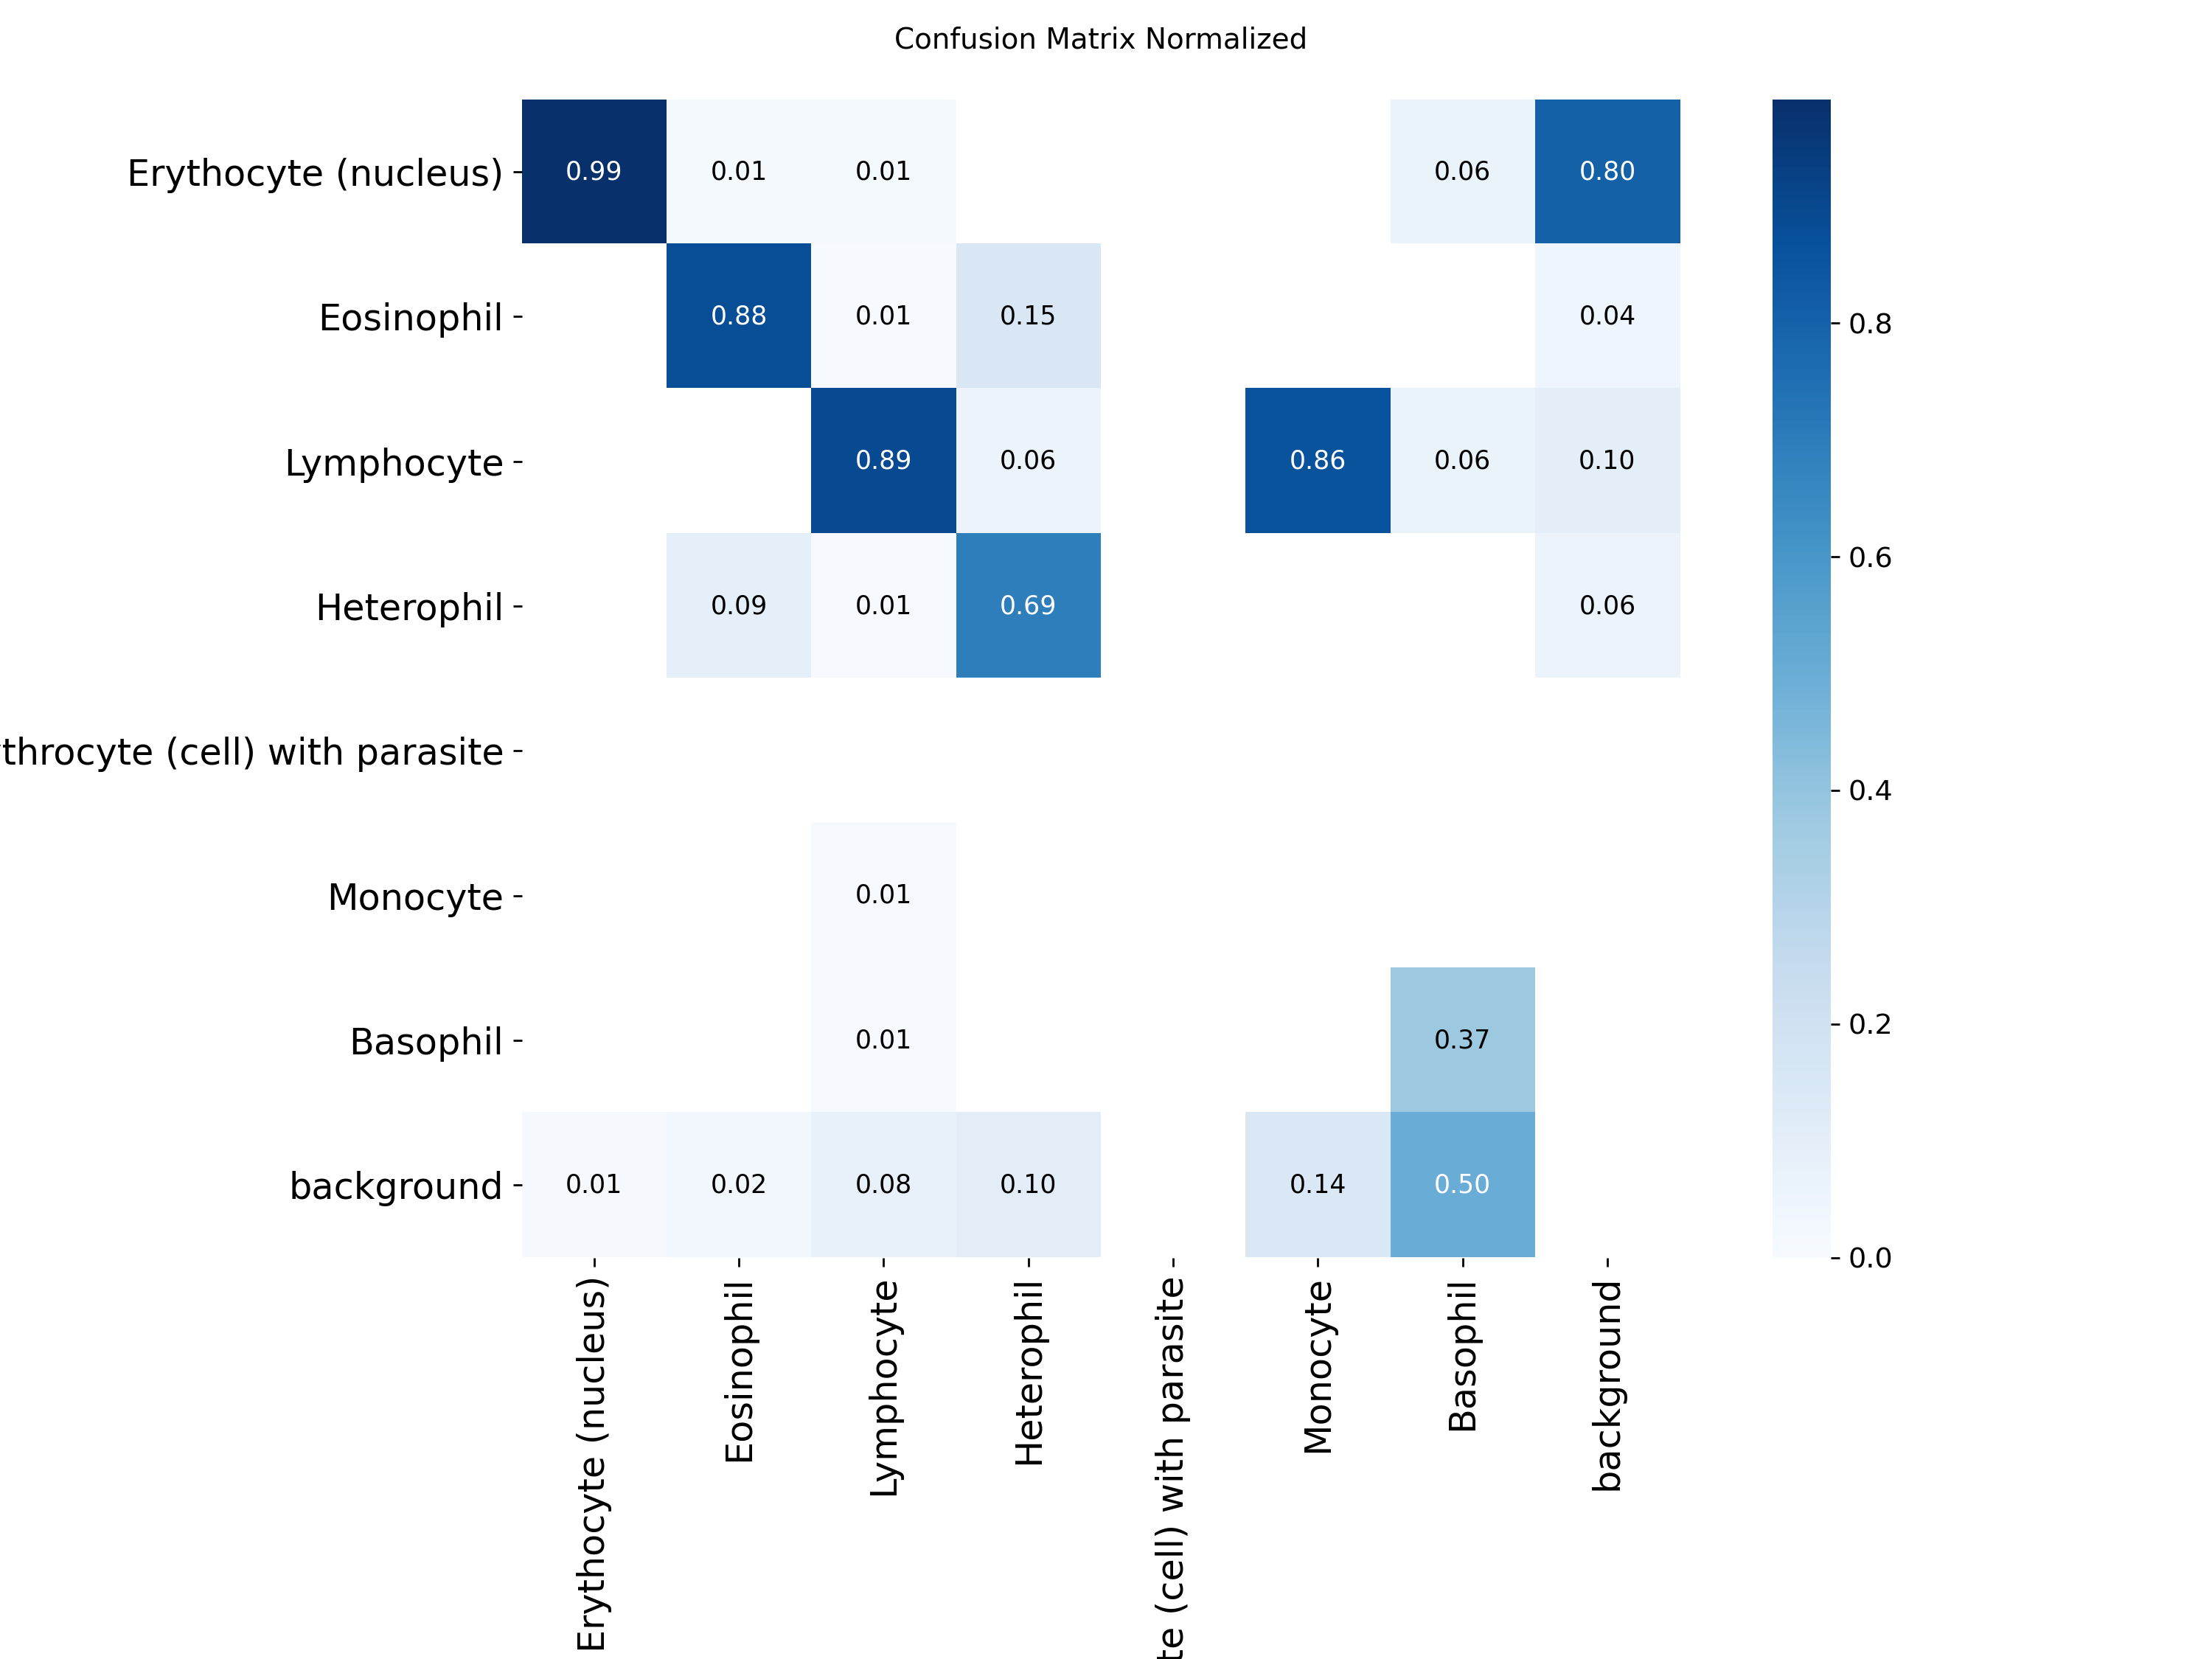 Confusion Matrix Normalized
Erythocyte (nucleus) 0.99 0.01 0.01 0.06 0.80
Eosinophil 0.88 0.01 0.15 0.04
Lymphocyte 0.89 0.06 0.86 0.06 0.10
Heterophil 0.09 0.01 0.69 0.06
throcyte (cell) with parasite
Monocyte 0.01
Basophil 0.01 0.37
background 0.01 0.02 0.08 0.10 0.14 0.50
Erythocyte (nucleus)
Eosinophil
Lymphocyte
Heterophil
te (cell) with parasite
Monocyte
Basophil
background
0.8
0.6
0.4
0.2
0.0